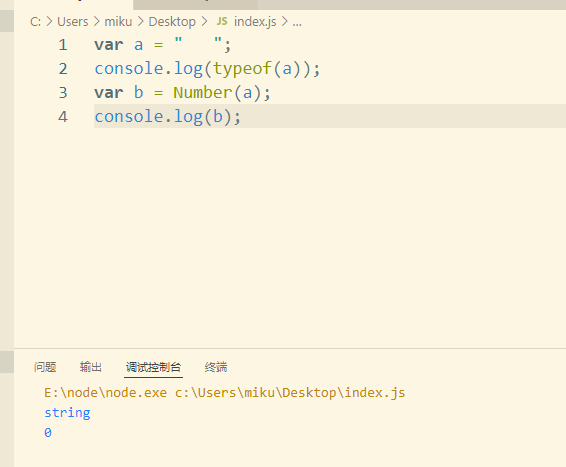 C: > Users > miku > Desktop > JS index.js > ...
1 var a = "   ";
2 console.log(typeof(a));
3 var b = Number(a);
4 console.log(b);
问题 输出 调试控制台 终端
E:\node\node.exe c:\Users\miku\Desktop\index.js
string
0